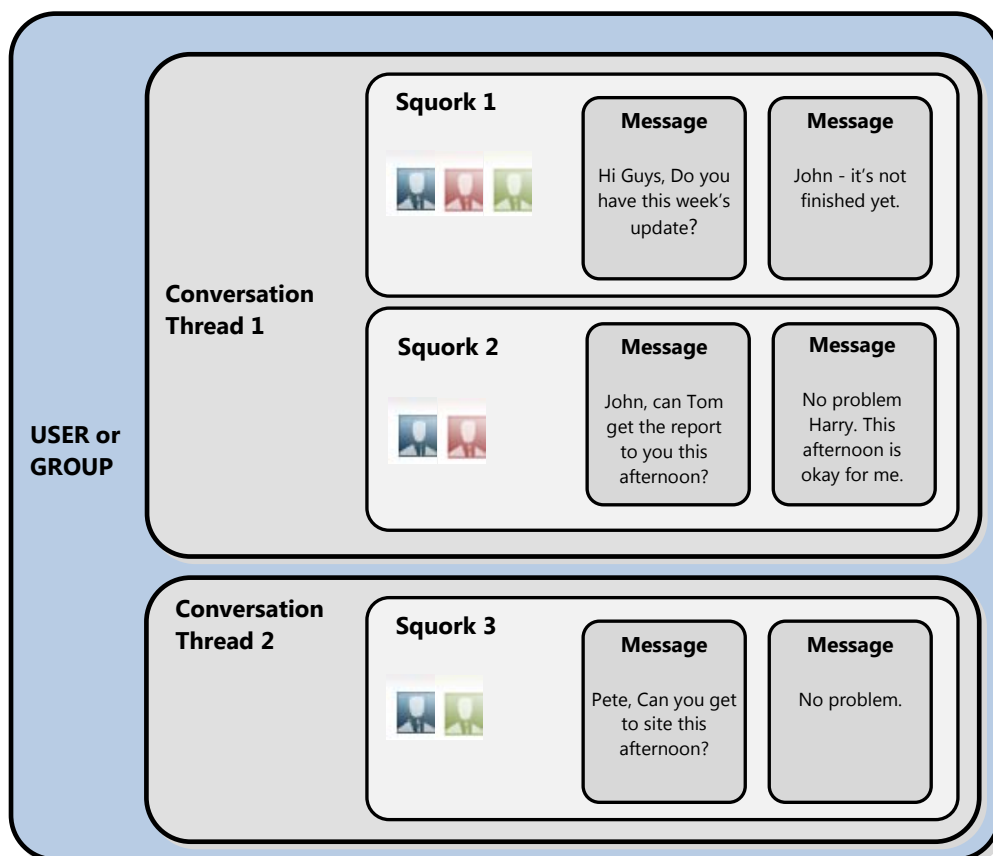 USER or
GROUP
Conversation
Thread 1
Squork 1
Message
Hi Guys, Do you
have this week's
update?
Message
John - it's not
finished yet.
Squork 2
Message
John, can Tom
get the report
to you this
afternoon?
Message
No problem
Harry. This
afternoon is
okay for me.
Conversation
Thread 2
Squork 3
Message
Pete, Can you get
to site this
afternoon?
Message
No problem.